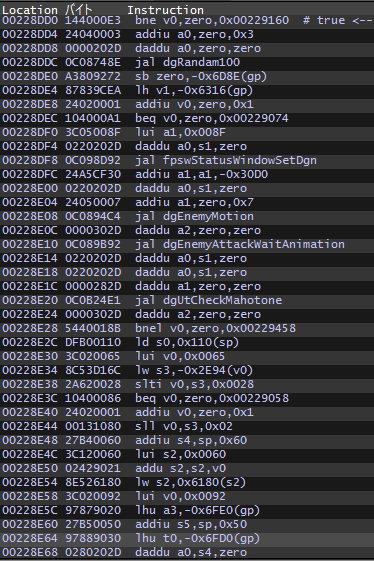 Location バイト Instruction
00228DD0 144000E3 bne v0,zero,0x00229160 # true <--
00228DD4 24040003 addiu a0,zero,0x3
00228DD8 0000202D daddu a0,zero,zero
00228DDC 0C08748E jal dgRandam100
00228DE0 A3809272 sb zero,-0x6D8E(gp)
00228DE4 87839CEA lh v1,-0x6316(gp)
00228DE8 24020001 addiu v0,zero,0x1
00228DEC 104000A1 beq v0,zero,0x00229074
00228DF0 3C05008F lui a1,0x008F
00228DF4 0220202D daddu a0,s1,zero
00228DF8 0C098D92 jal fpswStatusWindowSetDgn
00228DFC 24A5CF30 addiu a1,a1,-0x30D0
00228E00 0220202D daddu a0,s1,zero
00228E04 24050007 addiu a1,zero,0x7
00228E08 0C0894C4 jal dgEnemyMotion
00228E0C 0000302D daddu a2,zero,zero
00228E10 0C089B92 jal dgEnemyAttackWaitAnimation
00228E14 0220202D daddu a0,s1,zero
00228E18 0220202D daddu a0,s1,zero
00228E1C 0000282D daddu a1,zero,zero
00228E20 0C0B24E1 jal dgUtCheckMahotone
00228E24 0000302D daddu a2,zero,zero
00228E28 5440018B bnel v0,zero,0x00229458
00228E2C DFB00110 ld s0,0x110(sp)
00228E30 3C020065 lui v0,0x0065
00228E34 8C53D16C lw s3,-0x2E94(v0)
00228E38 2A620028 slti v0,s3,0x0028
00228E3C 10400086 beq v0,zero,0x00229058
00228E40 24020001 addiu v0,zero,0x1
00228E44 00131080 sll v0,s3,0x02
00228E48 27B40060 addiu s4,sp,0x60
00228E4C 3C120060 lui s2,0x0060
00228E50 02429021 addu s2,s2,v0
00228E54 8E526180 lw s2,0x6180(s2)
00228E58 3C020092 lui v0,0x0092
00228E5C 97879020 lhu a3,-0x6FE0(gp)
00228E60 27B50050 addiu s5,sp,0x50
00228E64 97889030 lhu t0,-0x6FD0(gp)
00228E68 0280202D daddu a0,s4,zero